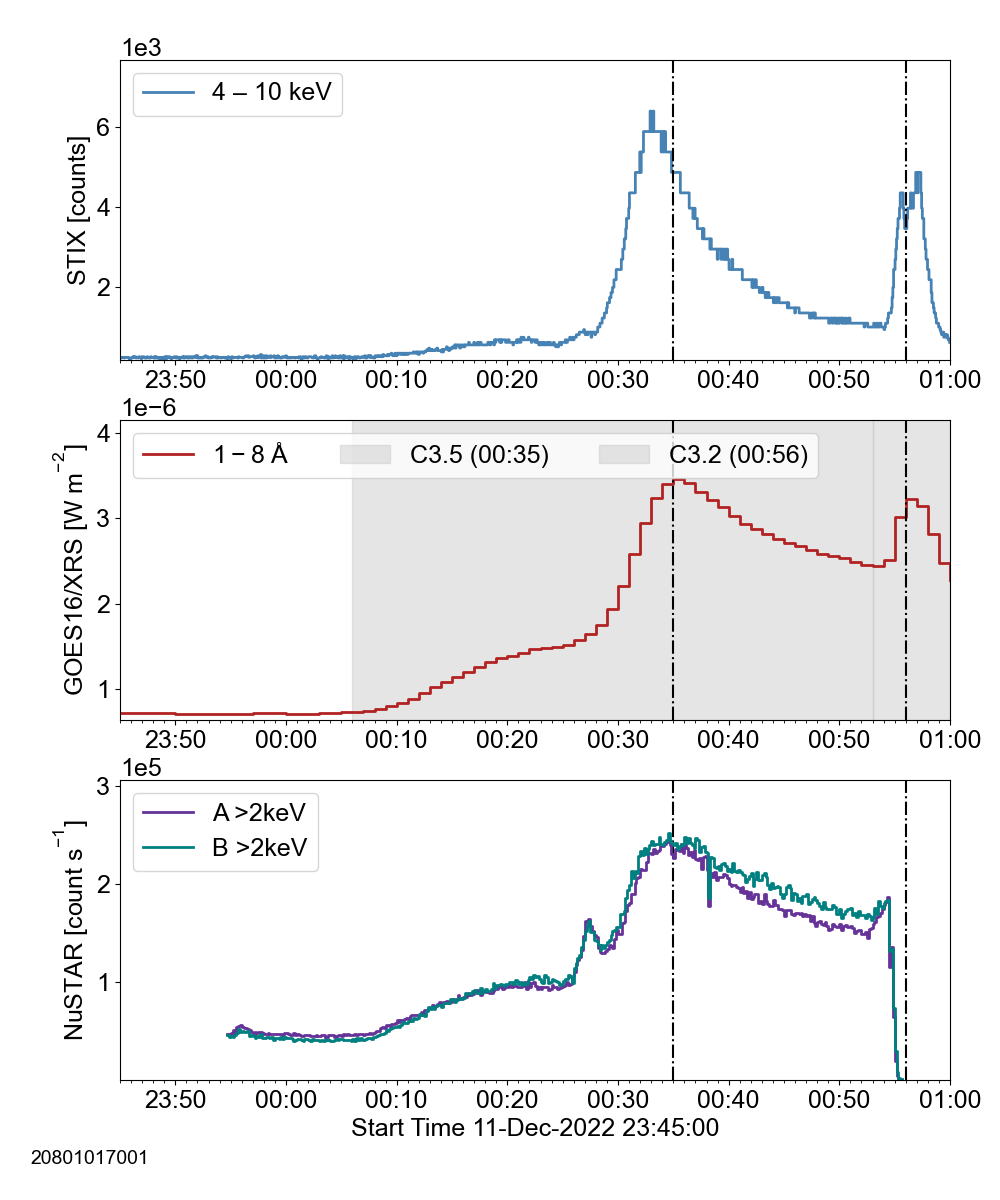 1e3
4 – 10 keV
STIX [counts]
6
4
2
23:50 00:00 00:10 00:20 00:30 00:40 00:50 01:00
1e−6
1 – 8 Å C3.5 (00:35) C3.2 (00:56)
GOES16/XRS [W m−2]
4
3
2
1
23:50 00:00 00:10 00:20 00:30 00:40 00:50 01:00
1e5
A >2keV
B >2keV
NuSTAR [count s−1]
3
2
1
23:50 00:00 00:10 00:20 00:30 00:40 00:50 01:00
Start Time 11-Dec-2022 23:45:00
20801017001